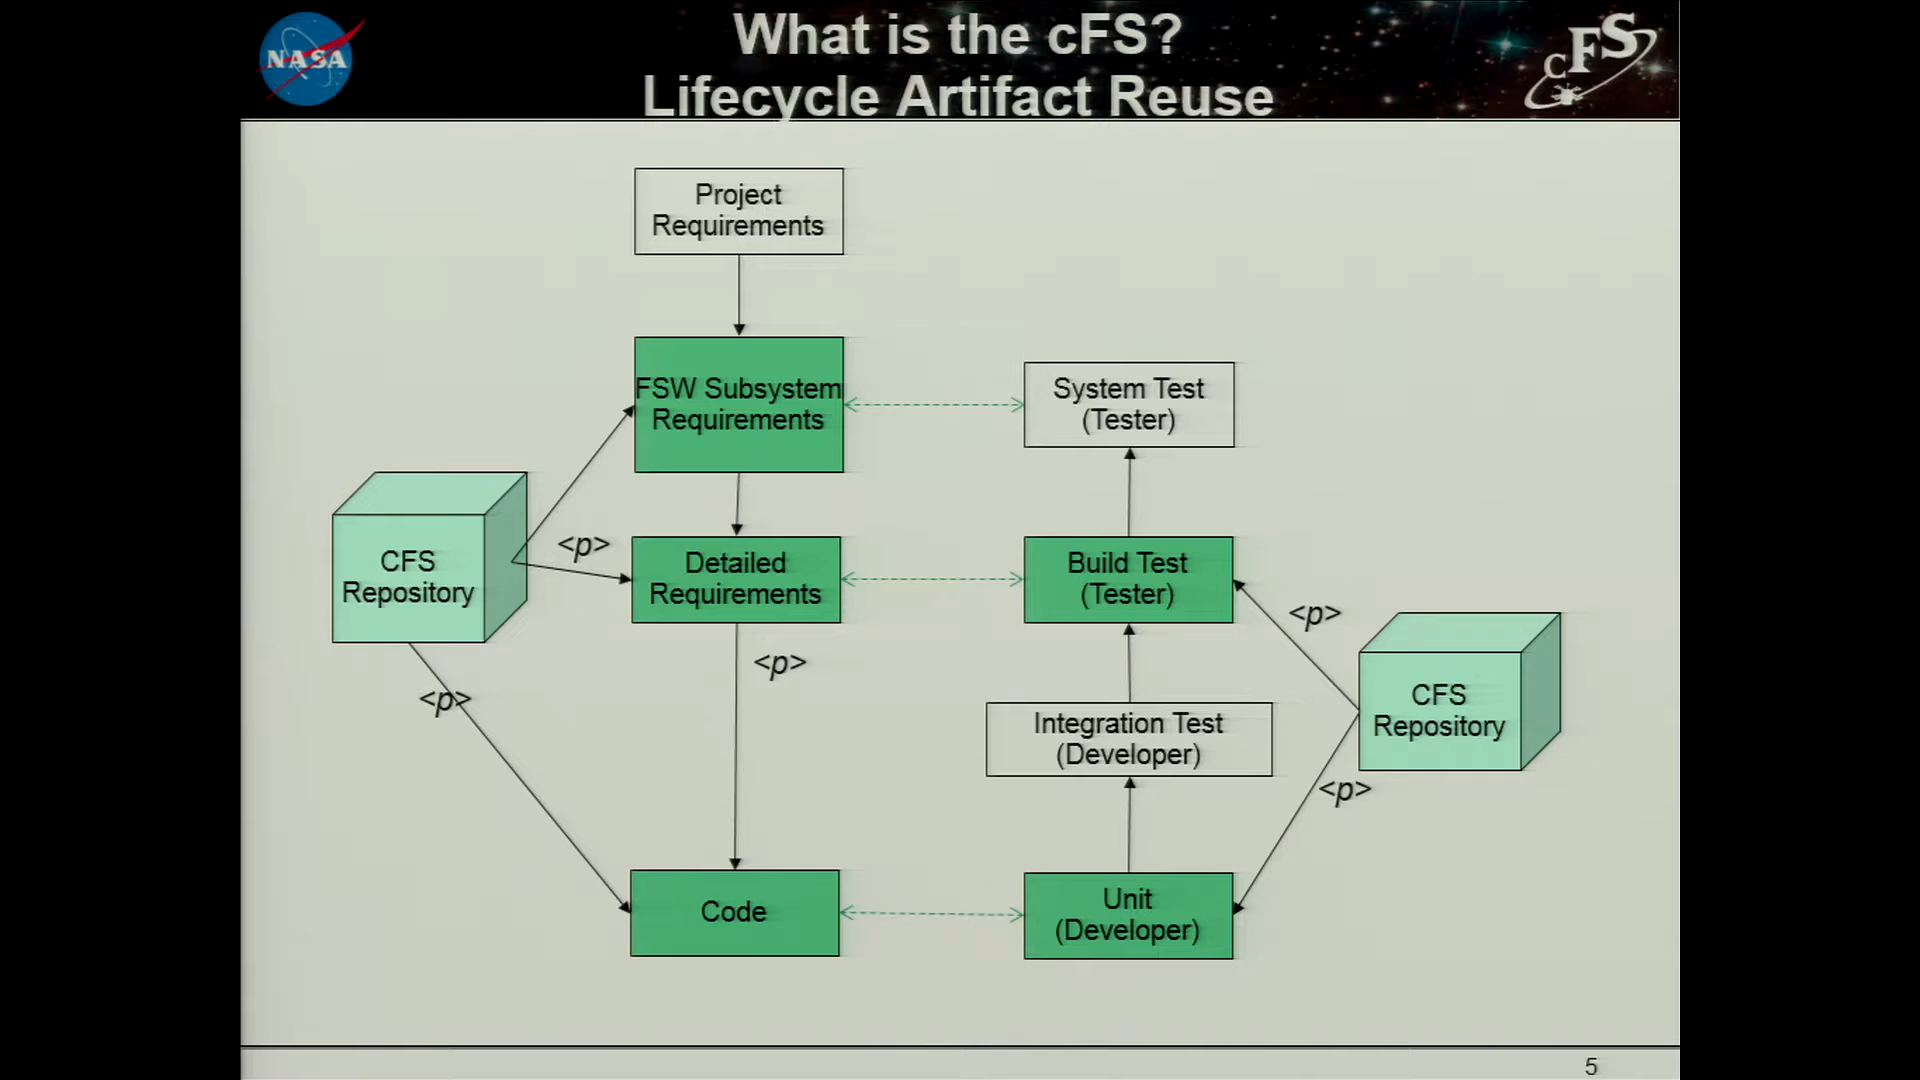 NASA
What is the cFS?
Lifecycle Artifact Reuse
cFS
Project
Requirements
FSW Subsystem
Requirements
System Test
(Tester)
CFS
Repository
<p>
Detailed
Requirements
Build Test
(Tester)
<p>
<p>
<p>
Integration Test
(Developer)
CFS
Repository
<p>
Code
Unit
(Developer)
5